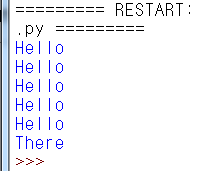 ========= RESTART:
.py =========
Hello
Hello
Hello
Hello
Hello
There
>>>